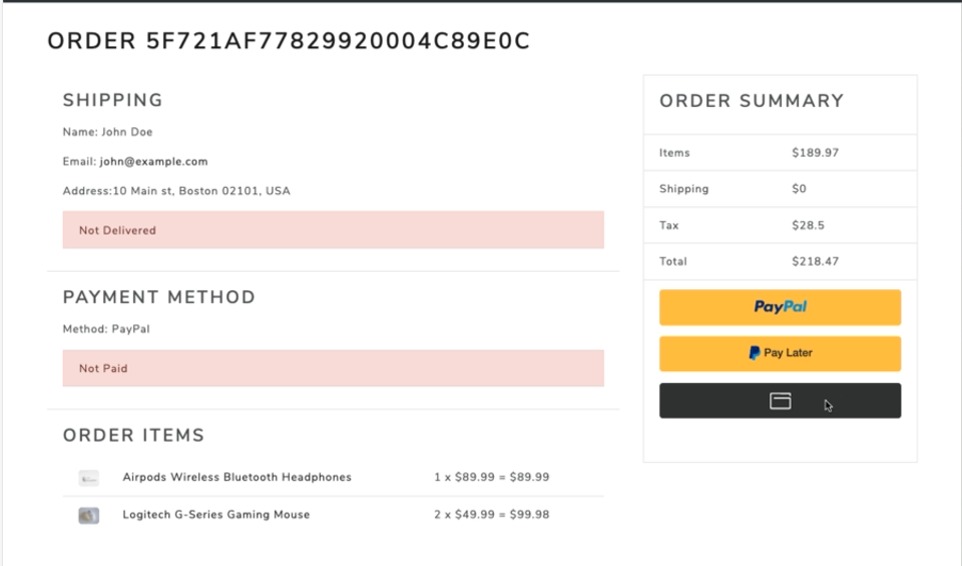 ORDER 5F721AF77829920004C89E0C
SHIPPING
Name: John Doe
Email: john@example.com
Address:10 Main st, Boston 02101, USA
Not Delivered
PAYMENT METHOD
Method: PayPal
Not Paid
ORDER ITEMS
Airpods Wireless Bluetooth Headphones 1 x $89.99 = $89.99
Logitech G-Series Gaming Mouse 2 x $49.99 = $99.98
ORDER SUMMARY
Items $189.97
Shipping $0
Tax $28.5
Total $218.47
PayPal
Pay Later